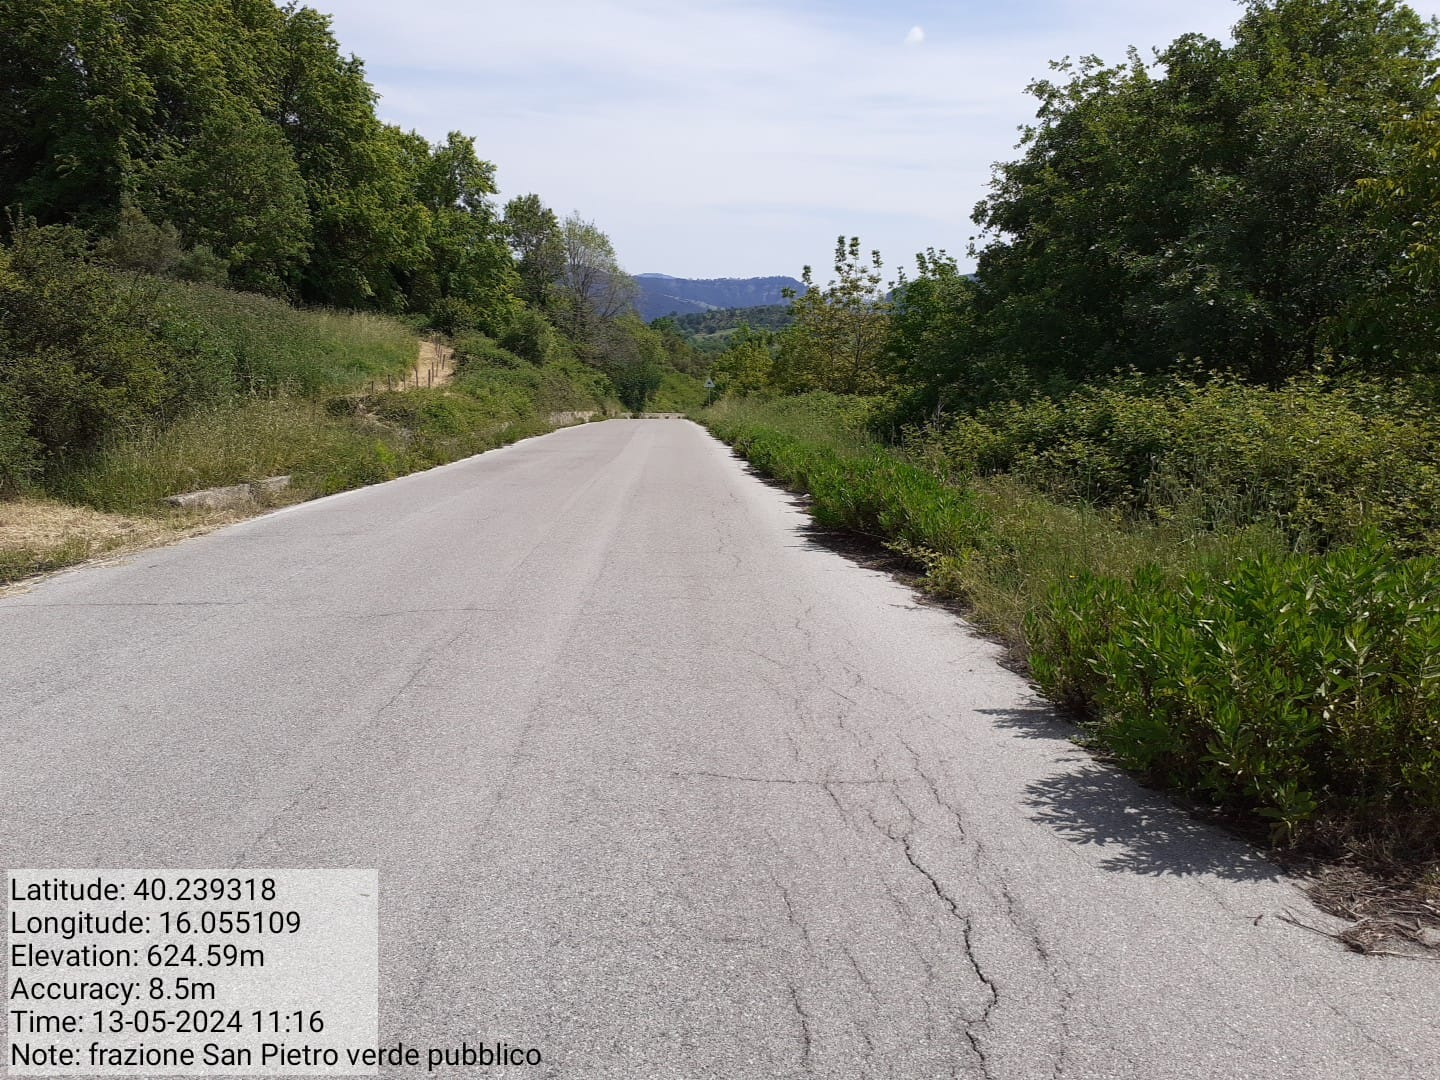 Latitude: 40.239318
Longitude: 16.055109
Elevation: 624.59m
Accuracy: 8.5m
Time: 13-05-2024 11:16
Note: frazione San Pietro verde pubblico